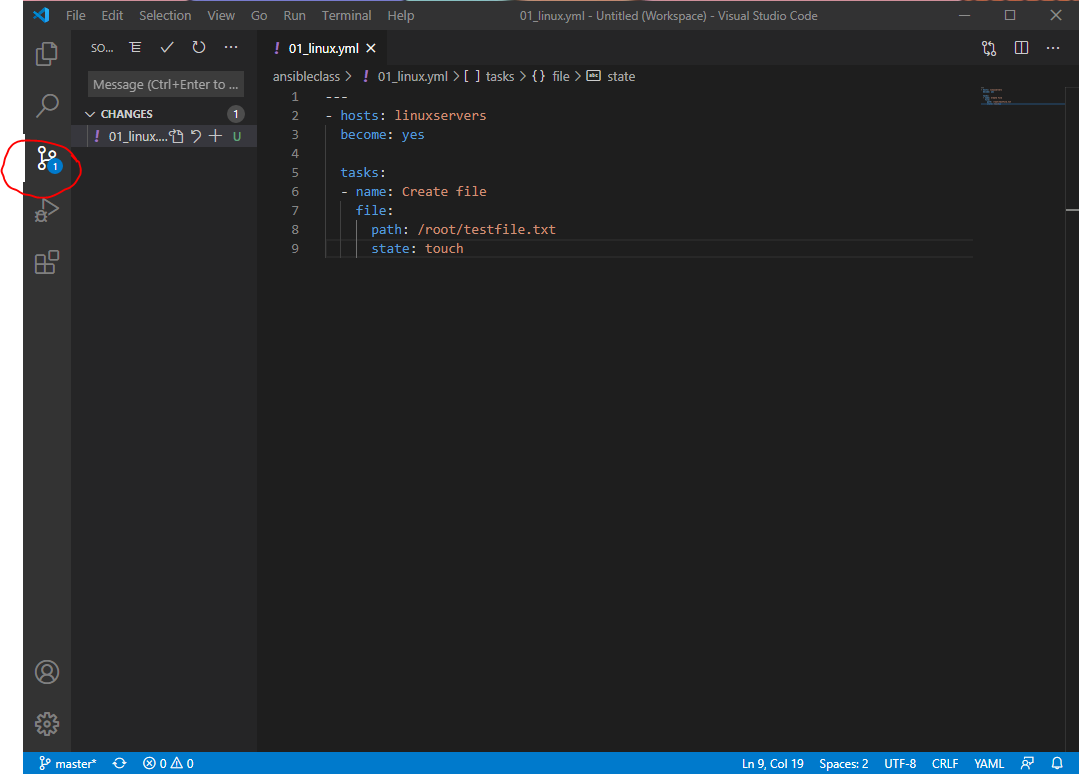 File Edit Selection View Go Run Terminal Help 01_linux.yml - Untitled (Workspace) - Visual Studio Code
SO...
01_linux.yml
Message (Ctrl+Enter to ...
CHANGES 1
01_linux.... U
1
ansibleclass > 01_linux.yml > [ ] tasks > {} file > abc state
1 ---
2 - hosts: linuxservers
3   become: yes
4
5   tasks:
6   - name: Create file
7     file:
8       path: /root/testfile.txt
9       state: touch
master* 0 0 Ln 9, Col 19 Spaces: 2 UTF-8 CRLF YAML